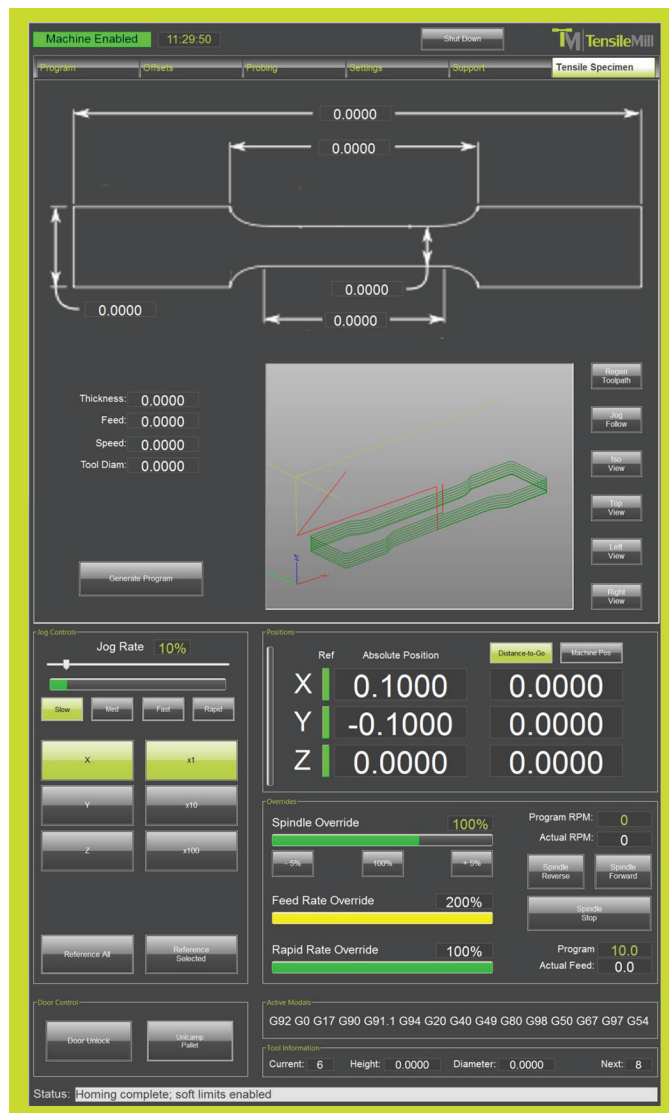 Machine Enabled 11:29:50 Shut Down TM TensileMill
Program Offsets Probing Settings Support Tensile Specimen
0.0000
0.0000
0.0000
0.0000
0.0000
Thickness: 0.0000
Feed: 0.0000
Speed: 0.0000
Tool Diam: 0.0000
Generate Program
Regen
Toolpath
Jog
Follow
Iso
View
Top
View
Left
View
Right
View
Jog Controls
Jog Rate 10%
Slow Med Fast Rapid
X x1
Y x10
Z x100
Reference All Reference
Selected
Positions
Ref Absolute Position Distance-to-Go Machine Pos
X 0.1000 0.0000
Y -0.1000 0.0000
Z 0.0000 0.0000
Overrides
Spindle Override 100%
- 5% 100% + 5%
Feed Rate Override 200%
Rapid Rate Override 100%
Program RPM: 0
Actual RPM: 0
Spindle
Reverse
Spindle
Forward
Spindle
Stop
Program 10.0
Actual Feed: 0.0
Door Control
Door Unlock Unlcamp
Pallet
Active Modals
G92 G0 G17 G90 G91.1 G94 G20 G40 G49 G80 G98 G50 G67 G97 G54
Tool Information
Current: 6 Height: 0.0000 Diameter: 0.0000 Next: 8
Status: Homing complete; soft limits enabled